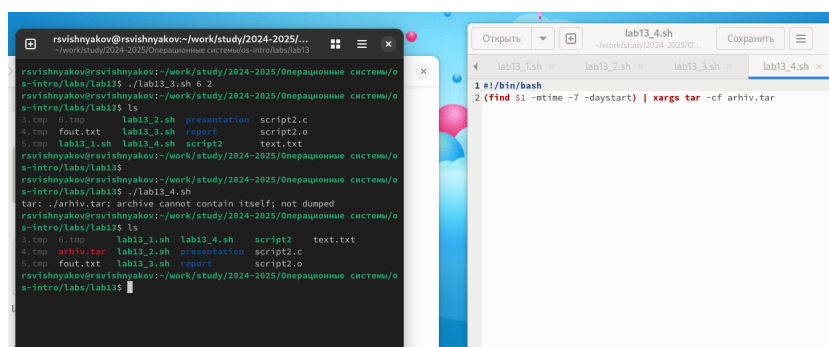 rsvishnyakov@rsvishnyakov:~/work/study/2024-2025/...
~/work/study/2024-2025/Операционные системы/os-intro/labs/lab13
rsvishnyakov@rsvishnyakov:~/work/study/2024-2025/Операционные системы/o
s-intro/labs/lab13$ ./lab13_3.sh 6 2
rsvishnyakov@rsvishnyakov:~/work/study/2024-2025/Операционные системы/o
s-intro/labs/lab13$ ls
3.tmp 6.tmp lab13_2.sh presentation script2.c
4.tmp fout.txt lab13_3.sh report script2.o
5.tmp lab13_1.sh lab13_4.sh script2 text.txt
rsvishnyakov@rsvishnyakov:~/work/study/2024-2025/Операционные системы/o
s-intro/labs/lab13$
rsvishnyakov@rsvishnyakov:~/work/study/2024-2025/Операционные системы/o
s-intro/labs/lab13$ ./lab13_4.sh
tar: ./arhiv.tar: archive cannot contain itself; not dumped
rsvishnyakov@rsvishnyakov:~/work/study/2024-2025/Операционные системы/o
s-intro/labs/lab13$ ls
3.tmp 6.tmp lab13_1.sh lab13_4.sh script2 text.txt
4.tmp arhiv.tar lab13_2.sh presentation script2.c
5.tmp fout.txt lab13_3.sh report script2.o
rsvishnyakov@rsvishnyakov:~/work/study/2024-2025/Операционные системы/o
s-intro/labs/lab13$
Открыть
lab13_4.sh
~/work/study/2024-2025/О...
Сохранить
lab13_1.sh lab13_2.sh lab13_3.sh lab13_4.sh
1 #!/bin/bash
2 (find $1 -mtime -7 -daystart) | xargs tar -cf arhiv.tar